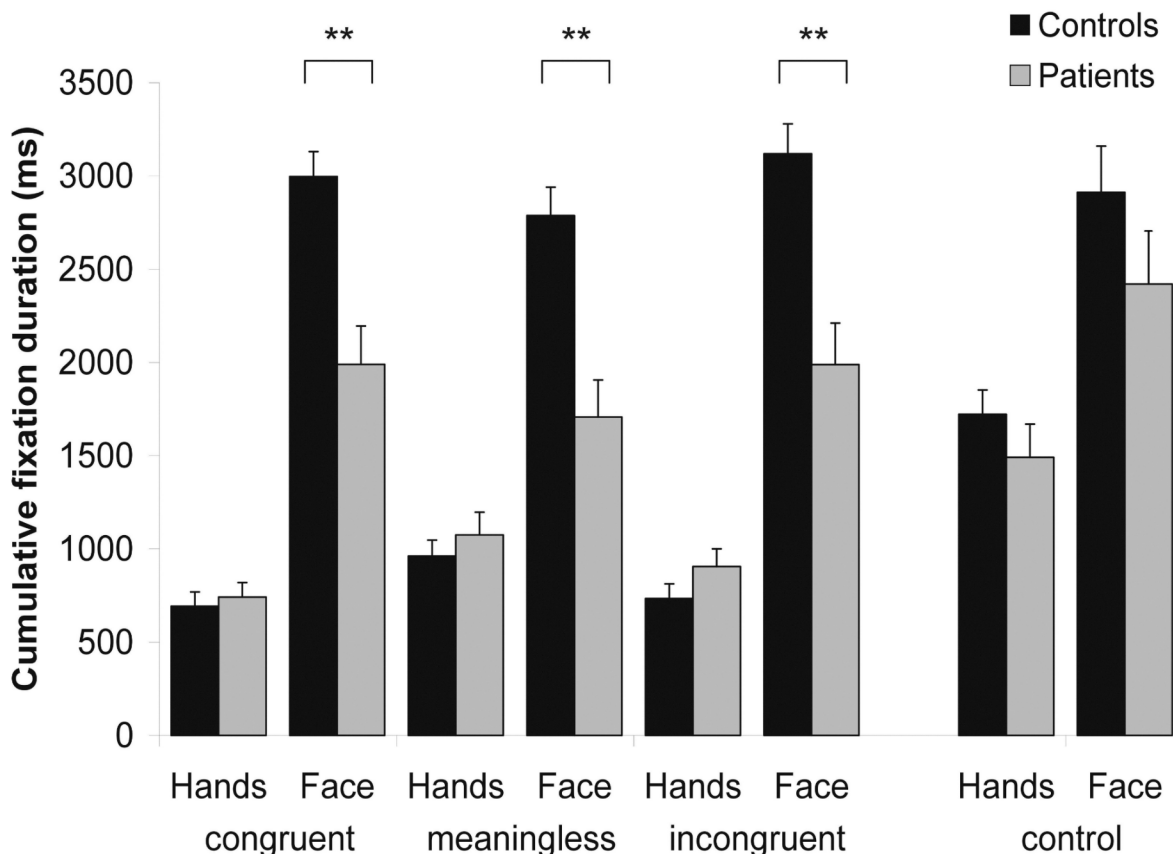 ** ** **
Controls
Patients
Cumulative fixation duration (ms)
3500
3000
2500
2000
1500
1000
500
0
Hands Face Hands Face Hands Face Hands Face
congruent meaningless incongruent control